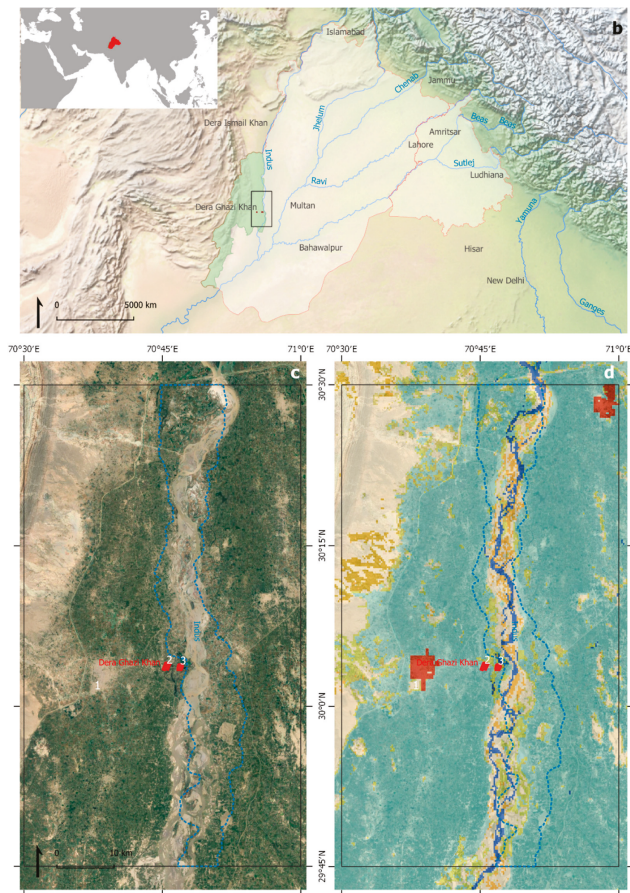 a
b
Islamabad
Chenab
Jammu
Jhelum
Beas
Beas
Dera Ismail Khan
Amritsar
Lahore
Indus
Sutlej
Ravi
Ludhiana
Dera Ghazi Khan
Multan
Yamuna
Bahawalpur
Hisar
New Delhi
0 5000 km
Ganges
70°30'E 70°45'E 71°0'E 70°30'E 70°45'E 71°0'E
c
d
30°30'N
30°15'N
Indus
Indus
2 3
Dera Ghazi Khan
1
2 3
Dera Ghazi Khan
1
30°0'N
0 10 km
29°45'N